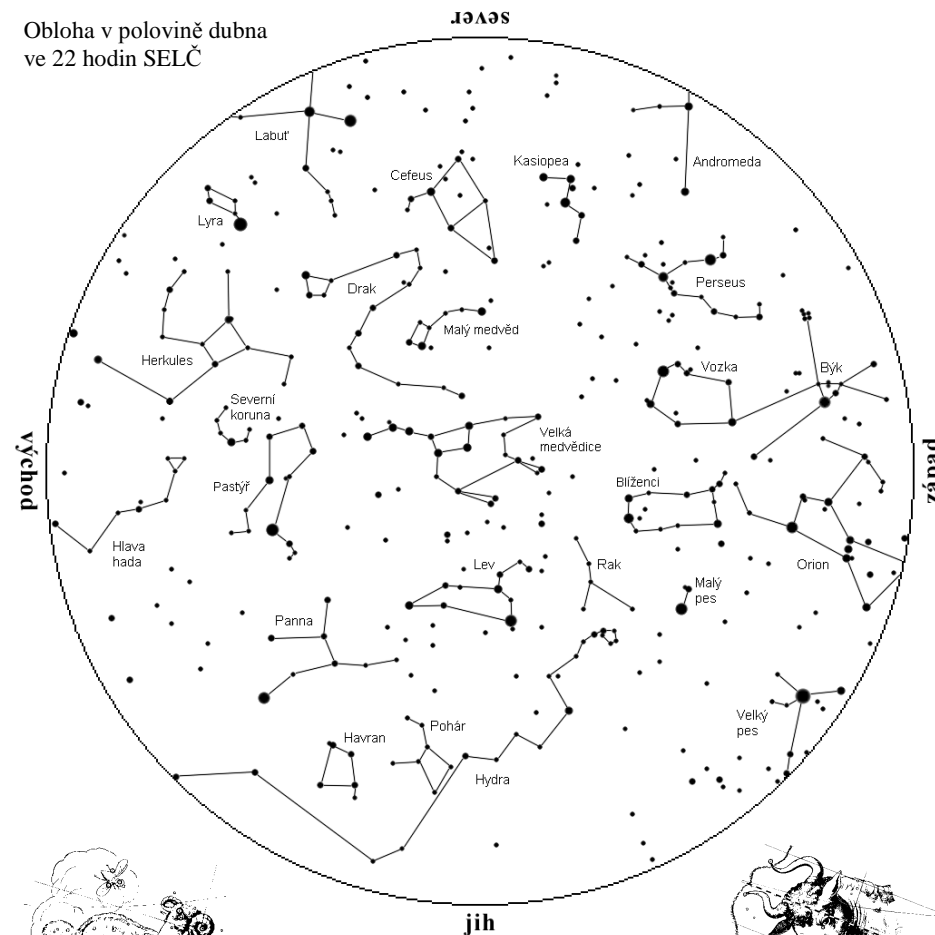 sever
Obloha v polovině dubna
ve 22 hodin SELČ
Labuť
Cefeus
Kasiopea
Andromeda
Lyra
Drak
Perseus
Malý medvěd
Herkules
Vozka
Býk
Severní
koruna
Velká
medvědice
východ
západ
Pastýř
Blíženci
Hlava
hada
Lev
Rak
Orion
Malý
pes
Panna
Velký
pes
Havran
Pohár
Hydra
jih